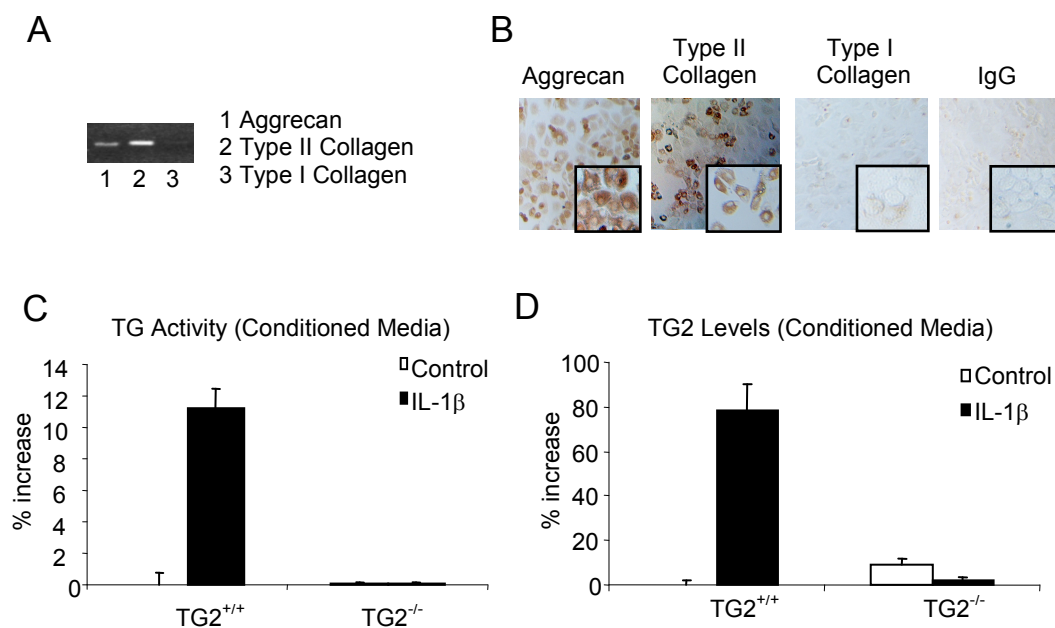 A
1 Aggrecan
2 Type II Collagen
3 Type I Collagen
1 2 3
B
Aggrecan
Type II
Collagen
Type I
Collagen
IgG
C
TG Activity (Conditioned Media)
Control
IL-1β
% increase
14
12
10
8
6
4
2
0
TG2+/+
TG2-/-
D
TG2 Levels (Conditioned Media)
Control
IL-1β
% increase
100
80
60
40
20
0
TG2+/+
TG2-/-